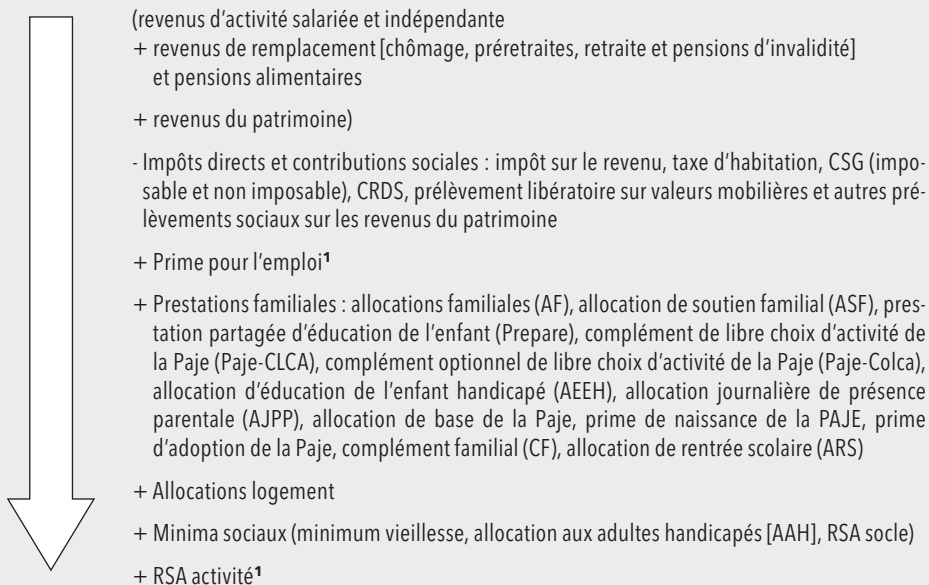 (revenus d’activité salariée et indépendante
+ revenus de remplacement [chômage, préretraites, retraite et pensions d’invalidité]
et pensions alimentaires
+ revenus du patrimoine)
- Impôts directs et contributions sociales : impôt sur le revenu, taxe d’habitation, CSG (impo-
sable et non imposable), CRDS, prélèvement libératoire sur valeurs mobilières et autres pré-
lèvements sociaux sur les revenus du patrimoine
+ Prime pour l’emploi¹
+ Prestations familiales : allocations familiales (AF), allocation de soutien familial (ASF), pres-
tation partagée d’éducation de l’enfant (Prepare), complément de libre choix d’activité de
la Paje (Paje-CLCA), complément optionnel de libre choix d’activité de la Paje (Paje-Colca),
allocation d’éducation de l’enfant handicapé (AEEH), allocation journalière de présence
parentale (AJPP), allocation de base de la Paje, prime de naissance de la PAJE, prime
d’adoption de la Paje, complément familial (CF), allocation de rentrée scolaire (ARS)
+ Allocations logement
+ Minima sociaux (minimum vieillesse, allocation aux adultes handicapés [AAH], RSA socle)
+ RSA activité¹